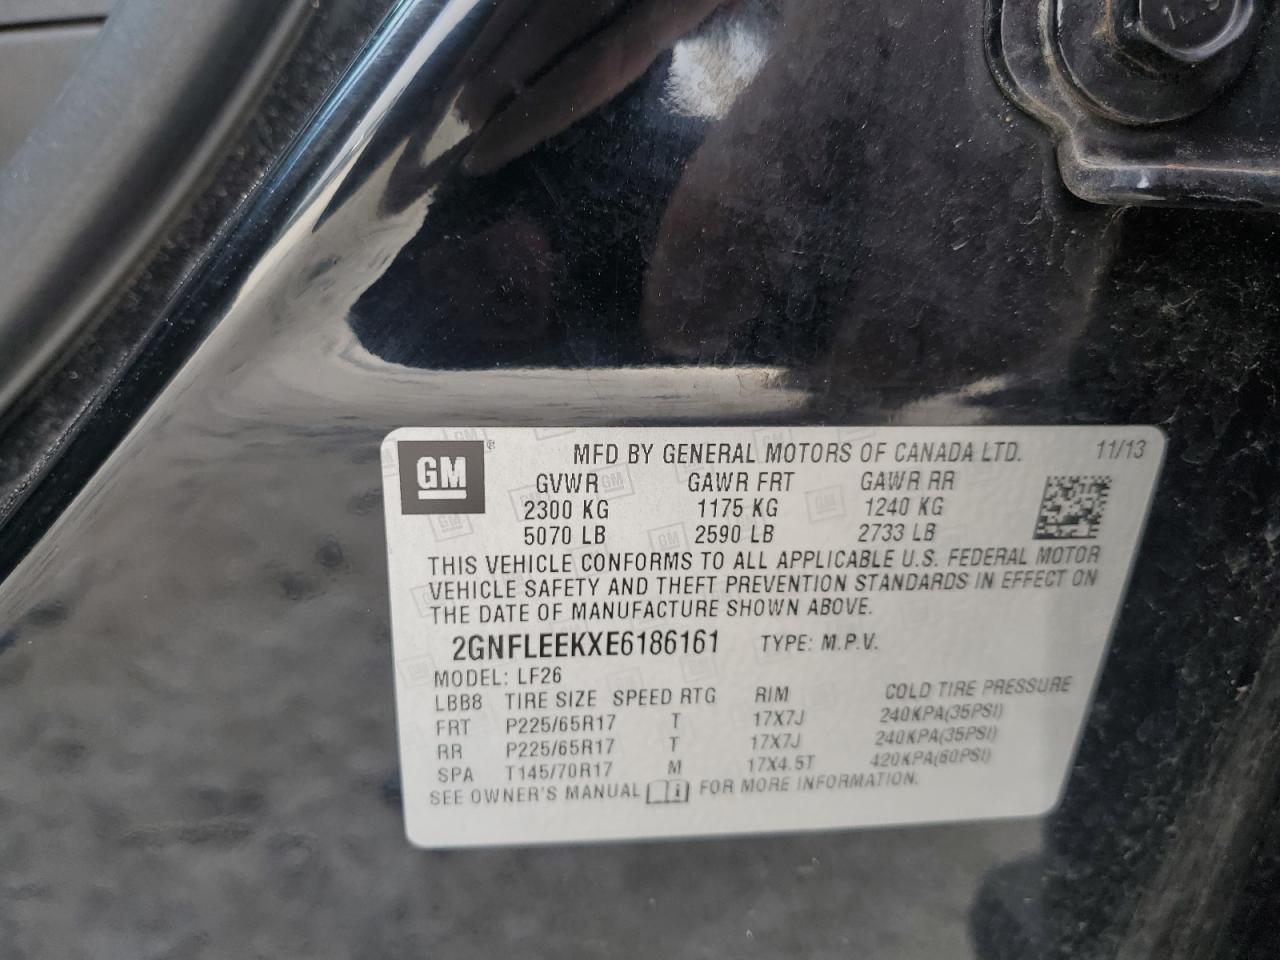 GM ® MFD BY GENERAL MOTORS OF CANADA LTD. 11/13
GVWR GAWR FRT GAWR RR
2300 KG 1175 KG 1240 KG
5070 LB 2590 LB 2733 LB
THIS VEHICLE CONFORMS TO ALL APPLICABLE U.S. FEDERAL MOTOR
VEHICLE SAFETY AND THEFT PREVENTION STANDARDS IN EFFECT ON
THE DATE OF MANUFACTURE SHOWN ABOVE.
2GNFLEEKXE6186161 TYPE: M.P.V.
MODEL: LF26
LBB8 TIRE SIZE SPEED RTG RIM COLD TIRE PRESSURE
FRT P225/65R17 T 17X7J 240KPA(35PSI)
RR P225/65R17 T 17X7J 240KPA(35PSI)
SPA T145/70R17 M 17X4.5T 420KPA(60PSI)
SEE OWNER'S MANUAL i FOR MORE INFORMATION.